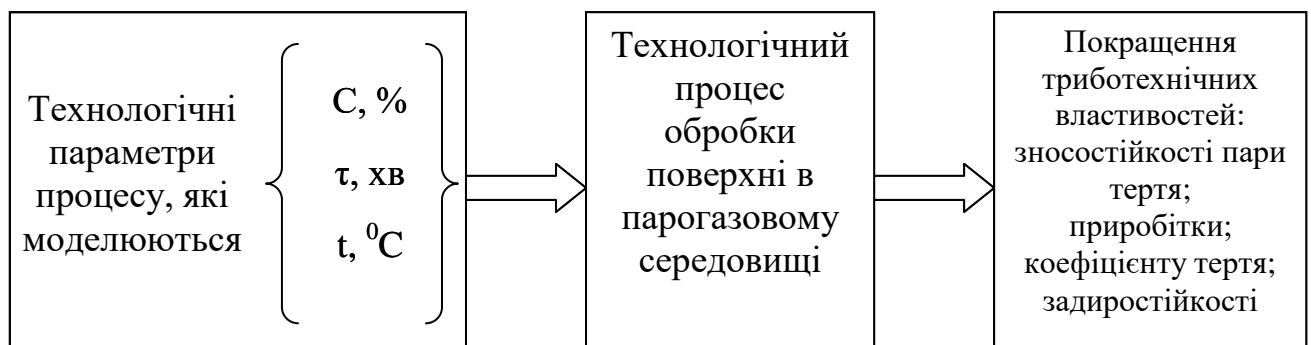 Технологічні
параметри
процесу, які
моделюються
C, %
τ, хв
t, ⁰C
Технологічний
процес
обробки
поверхні в
парогазовому
середовищі
Покращення
триботехнічних
властивостей:
зносостійкості пари
тертя;
приробітки;
коефіцієнту тертя;
задиростійкості